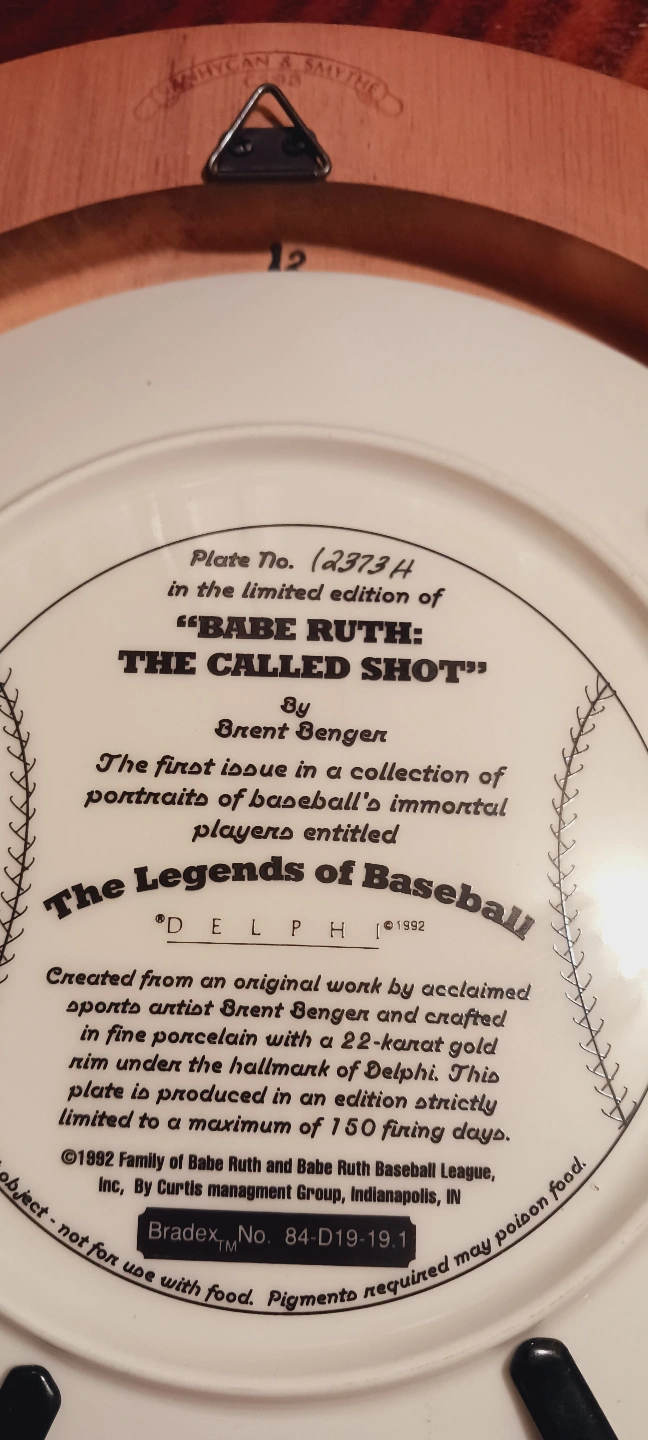 & SMYTHE
12
Plate No. 12373H
in the limited edition of
"BABE RUTH:
THE CALLED SHOT"
By
Brent Benger
The first issue in a collection of
portraits of baseball's immortal
players entitled
The Legends of Baseball
®DELPHI©1992
Created from an original work by acclaimed
sports artist Brent Benger and crafted
in fine porcelain with a 22-karat gold
rim under the hallmark of Delphi. This
plate is produced in an edition strictly
limited to a maximum of 150 firing days.
©1992 Family of Babe Ruth and Babe Ruth Baseball League,
Inc, By Curtis managment Group, Indianapolis, IN
BradexTMNo. 84-D19-19.1
object - not for use with food. Pigments required may poison food.